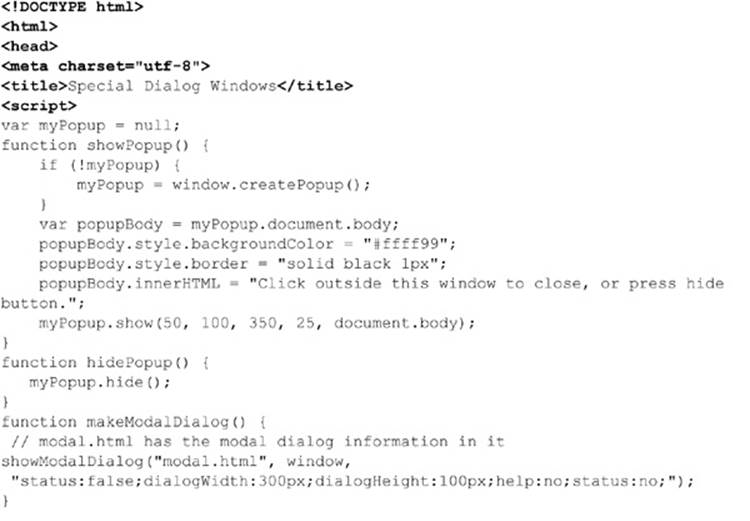 <!DOCTYPE html>
<html>
<head>
<meta charset="utf-8">
<title>Special Dialog Windows</title>
<script>
var myPopup = null;
function showPopup() {
    if (!myPopup) {
        myPopup = window.createPopup();
    }
    var popupBody = myPopup.document.body;
    popupBody.style.backgroundColor = "#ffff99";
    popupBody.style.border = "solid black 1px";
    popupBody.innerHTML = "Click outside this window to close, or press hide
button.";
    myPopup.show(50, 100, 350, 25, document.body);
}
function hidePopup() {
   myPopup.hide();
}
function makeModalDialog() {
 // modal.html has the modal dialog information in it
showModalDialog("modal.html", window,
 "status:false;dialogWidth:300px;dialogHeight:100px;help:no;status:no;");
}